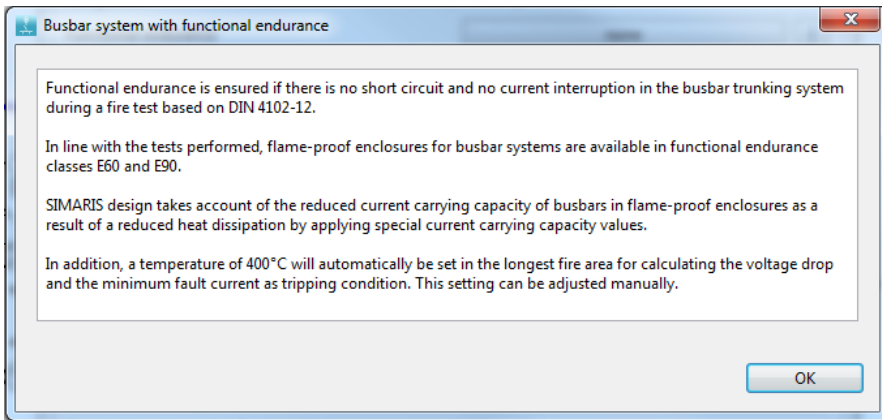 Busbar system with functional endurance
Functional endurance is ensured if there is no short circuit and no current interruption in the busbar trunking system
during a fire test based on DIN 4102-12.
In line with the tests performed, flame-proof enclosures for busbar systems are available in functional endurance
classes E60 and E90.
SIMARIS design takes account of the reduced current carrying capacity of busbars in flame-proof enclosures as a
result of a reduced heat dissipation by applying special current carrying capacity values.
In addition, a temperature of 400°C will automatically be set in the longest fire area for calculating the voltage drop
and the minimum fault current as tripping condition. This setting can be adjusted manually.
OK